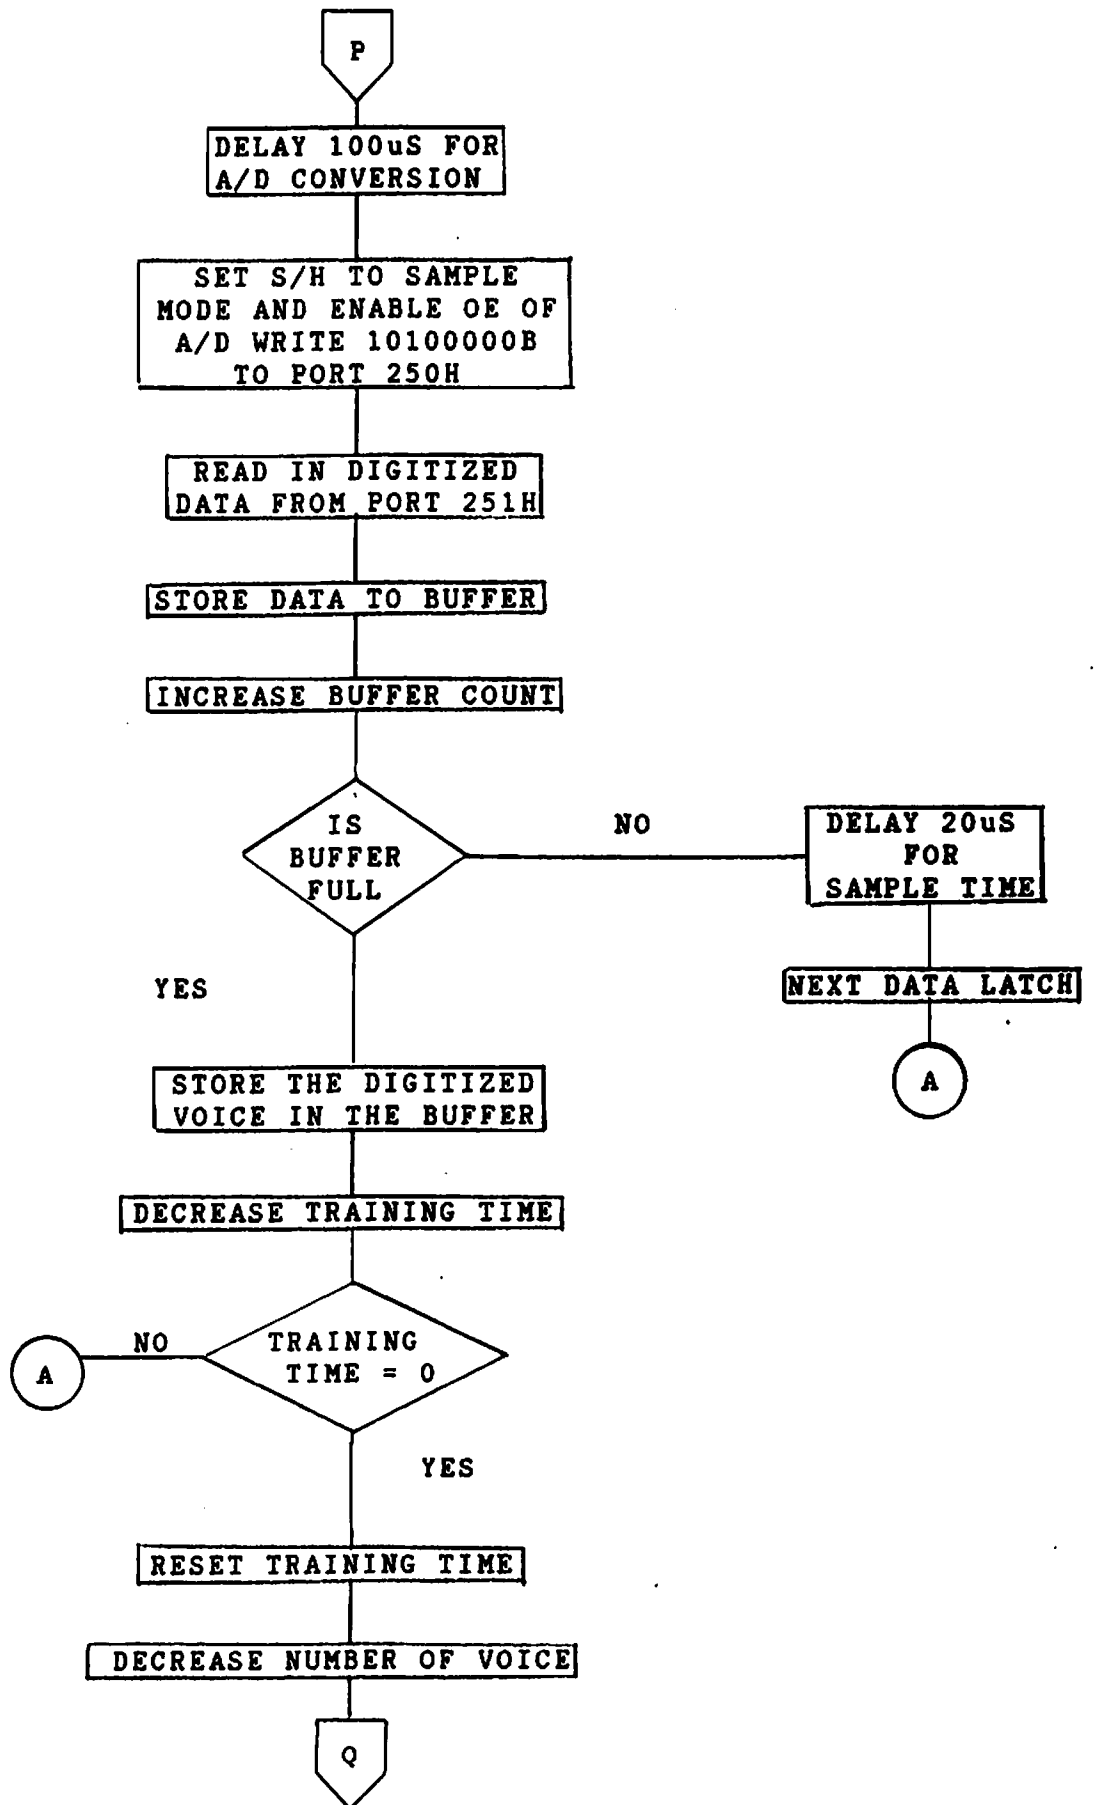 P
DELAY 100uS FOR
A/D CONVERSION
SET S/H TO SAMPLE
MODE AND ENABLE OE OF
A/D WRITE 10100000B
TO PORT 250H
READ IN DIGITIZED
DATA FROM PORT 251H
STORE DATA TO BUFFER
INCREASE BUFFER COUNT
IS
BUFFER
FULL
NO
DELAY 20uS
FOR
SAMPLE TIME
YES
NEXT DATA LATCH
A
STORE THE DIGITIZED
VOICE IN THE BUFFER
DECREASE TRAINING TIME
TRAINING
TIME = 0
NO
A
YES
RESET TRAINING TIME
DECREASE NUMBER OF VOICE
Q